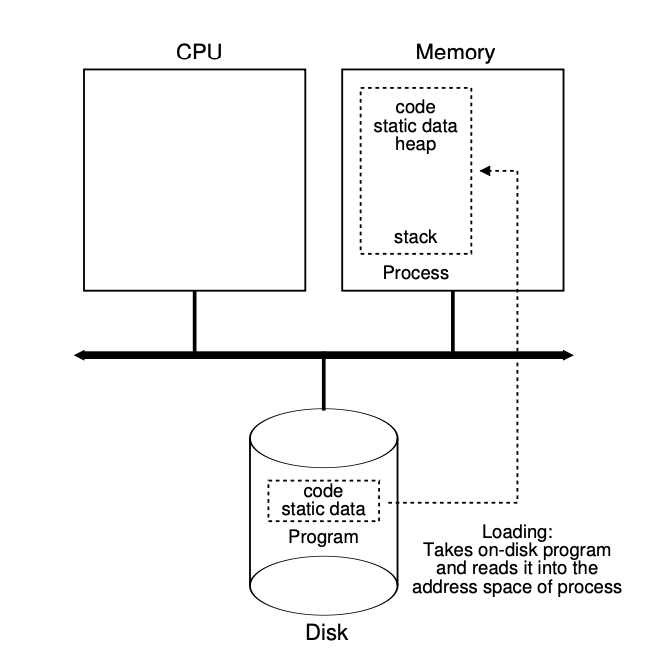 CPU
Memory
code
static data
heap
stack
Process
code
static data
Program
Loading:
Takes on-disk program
and reads it into the
address space of process
Disk